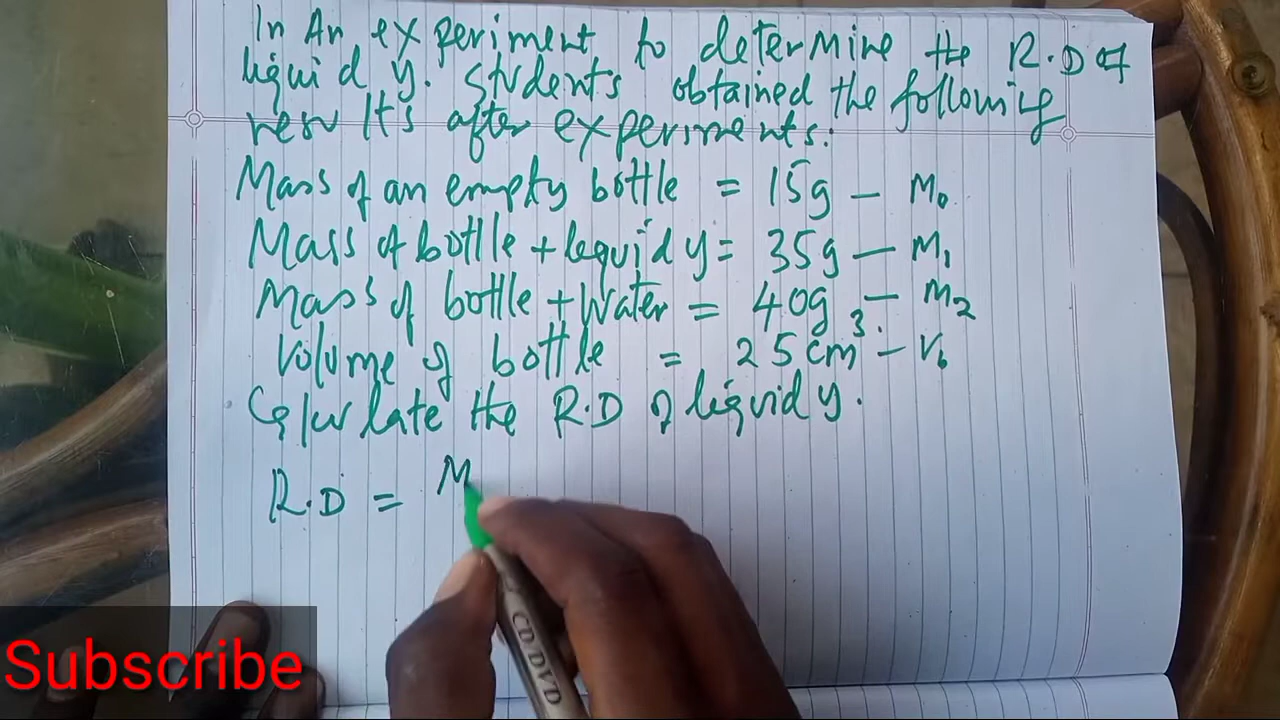 In An experiment to determine the R.D of
liquid y. Students obtained the following
results after experiments.
Mass of an empty bottle = 15g — M₀
Mass of bottle + liquid y = 35g — M₁
Mass of bottle + Water = 40g — M₂
Volume of bottle = 25cm³ — V₀
Calculate the R.D of liquid y.
R.D = M
CD/DVD
Subscribe